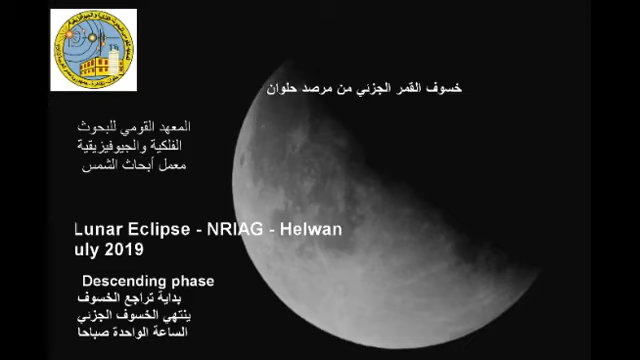 خسوف القمر الجزئي من مرصد حلوان
المعهد القومي للبحوث
الفلكية والجيوفيزيقية
معمل أبحاث الشمس
Lunar Eclipse - NRIAG - Helwan
uly 2019
Descending phase
بداية تراجع الخسوف
ينتهي الخسوف الجزئي
الساعة الواحدة صباحا